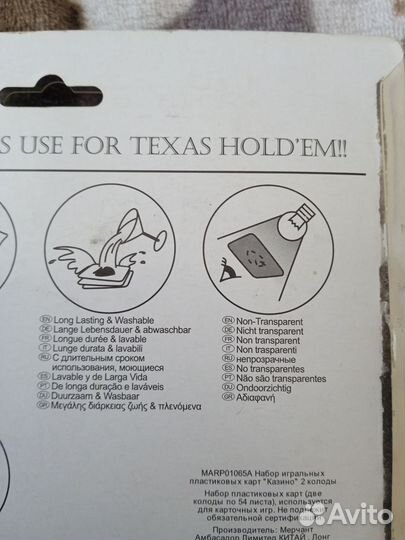 S USE FOR TEXAS HOLD'EM!!
EN Long Lasting & Washable
DE Lange Lebensdauer & abwaschbar
FR Longue durée & lavable
IT Lunge durata & lavabili
RU С длительным сроком
использования, моющиеся
ES Lavable y de Larga Vida
PT De longa duração e laváveis
DU Duurzaam & Wasbaar
GR Μεγάλης διάρκειας ζωής & πλενόμενα
EN Non-Transparent
DE Nicht transparent
FR Non transparent
IT Non trasparenti
RU непрозрачные
ES No transparentes
PT Não são transparentes
DU Ondoorzichtig
GR Αδιαφανή
MARP01065A Набор игральных
пластиковых карт "Казино" 2 колоды
Набор пластиковых карт (две
колоды по 54 листа), используется
для карточных игр. Не подлежит
обязательной сертификации.
Производитель: Мерчант
Амбасадор Лимитед КИТАЙ, Лонг
Avito